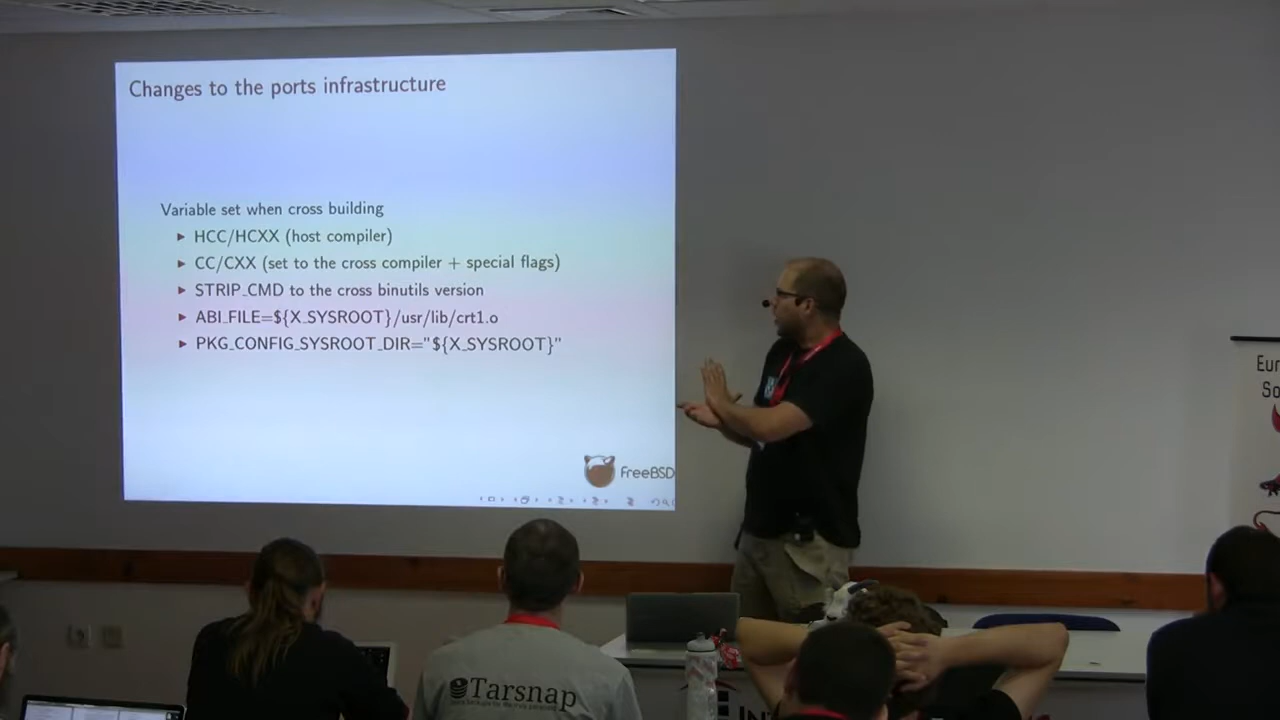 Changes to the ports infrastructure
Variable set when cross building
▶ HCC/HCXX (host compiler)
▶ CC/CXX (set to the cross compiler + special flags)
▶ STRIP_CMD to the cross binutils version
▶ ABI_FILE=${X_SYSROOT}/usr/lib/crt1.o
▶ PKG_CONFIG_SYSROOT_DIR="${X_SYSROOT}"
FreeBSD
Eur
So
Tarsnap